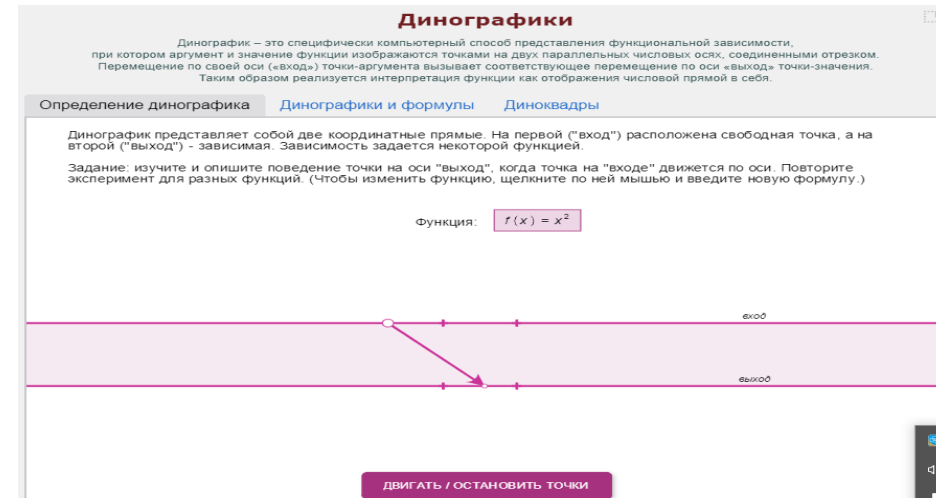 Динографики
Динографик – это специфически компьютерный способ представления функциональной зависимости,
при котором аргумент и значение функции изображаются точками на двух параллельных числовых осях, соединенными отрезком.
Перемещение по своей оси («вход») точки-аргумента вызывает соответствующее перемещение по оси «выход» точки-значения.
Таким образом реализуется интерпретация функции как отображения числовой прямой в себя.
Определение динографика Динографики и формулы Диноквадры
Динографик представляет собой две координатные прямые. На первой ("вход") расположена свободная точка, а на
второй ("выход") - зависимая. Зависимость задается некоторой функцией.
Задание: изучите и опишите поведение точки на оси "выход", когда точка на "входе" движется по оси. Повторите
эксперимент для разных функций. (Чтобы изменить функцию, щелкните по ней мышью и введите новую формулу.)
Функция: f(x) = x²
вход
выход
ДВИГАТЬ / ОСТАНОВИТЬ ТОЧКИ